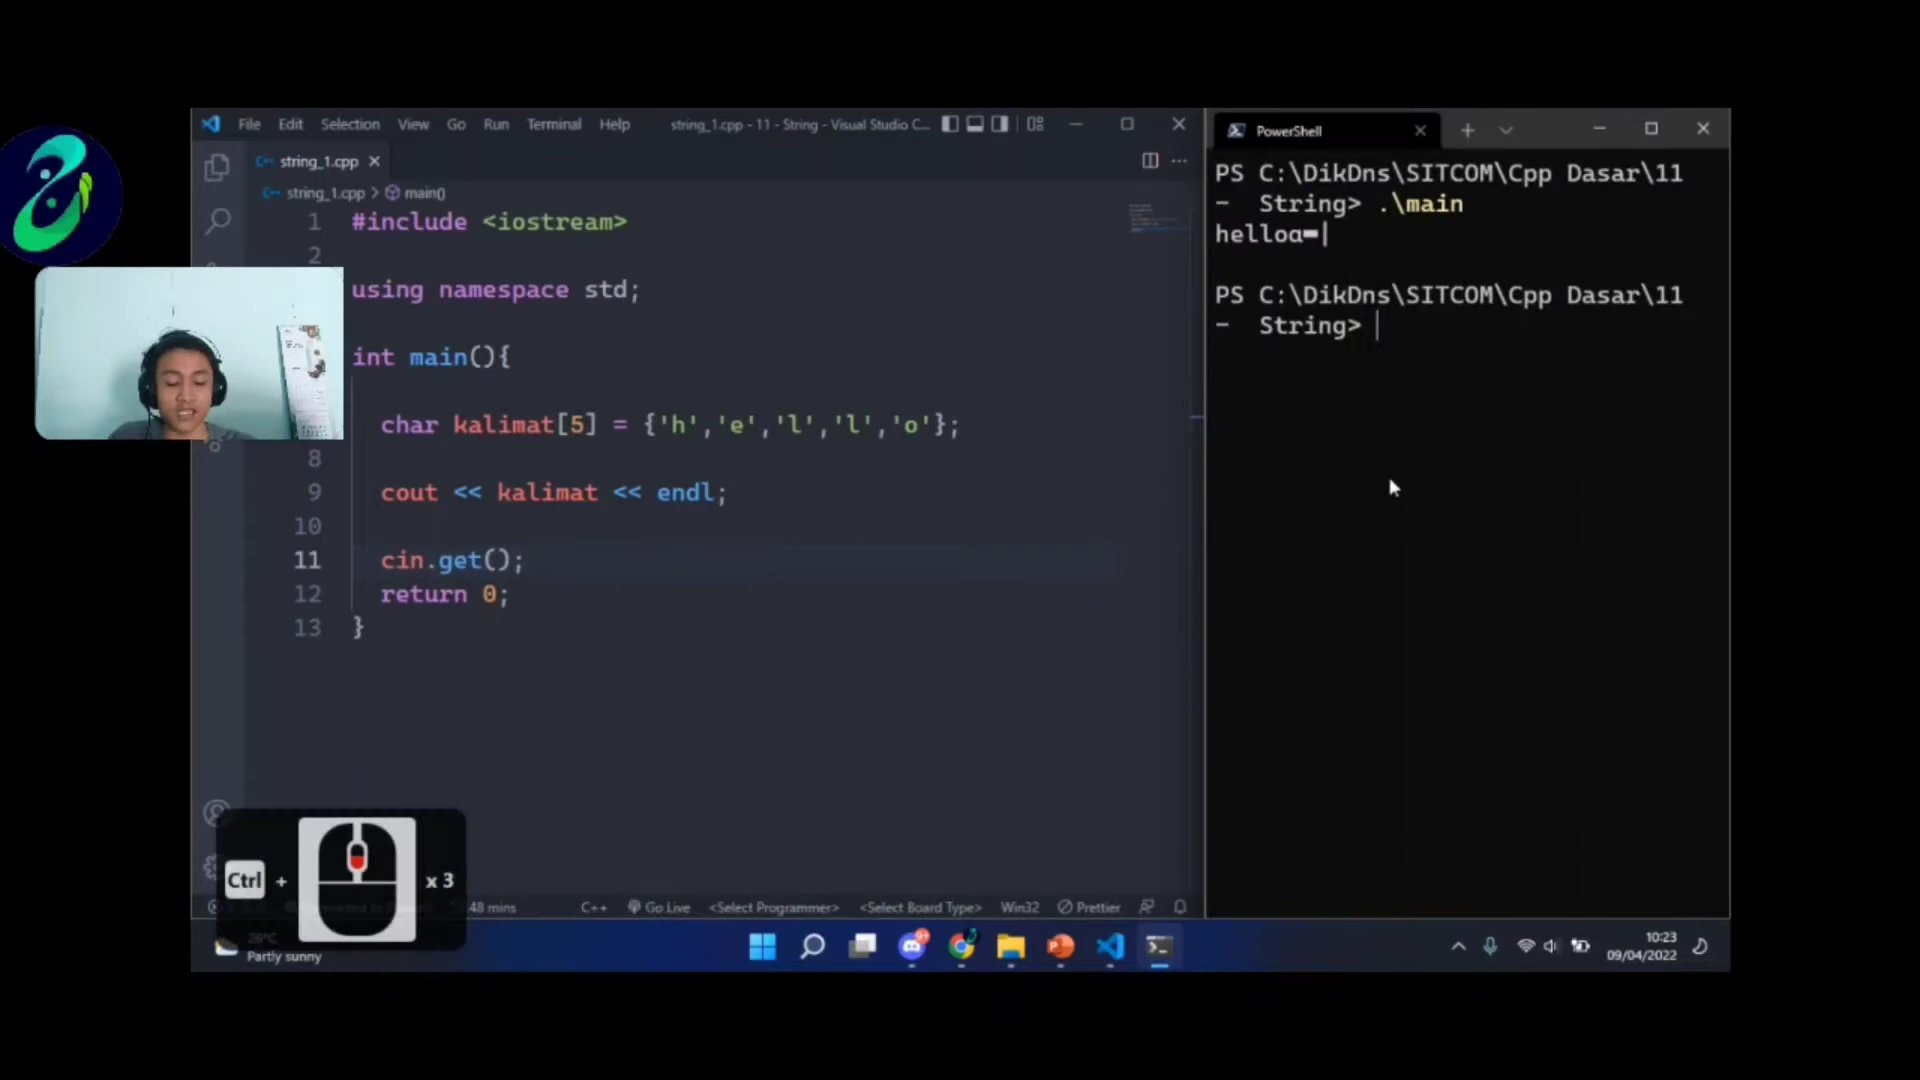 File Edit Selection View Go Run Terminal Help string_1.cpp - 11 - String - Visual Studio C...
string_1.cpp
string_1.cpp > main()
1 #include <iostream>
2
using namespace std;
int main(){
char kalimat[5] = {'h','e','l','l','o'};
8
9 cout << kalimat << endl;
10
11 cin.get();
12 return 0;
13 }
PowerShell
PS C:\DikDns\SITCOM\Cpp Dasar\11
- String> .\main
helloɑ▬|
PS C:\DikDns\SITCOM\Cpp Dasar\11
- String>
Ctrl + x 3
48 mins C++ Go Live <Select Programmer> <Select Board Type> Win32 Prettier
26°C
Partly sunny
10:23
09/04/2022